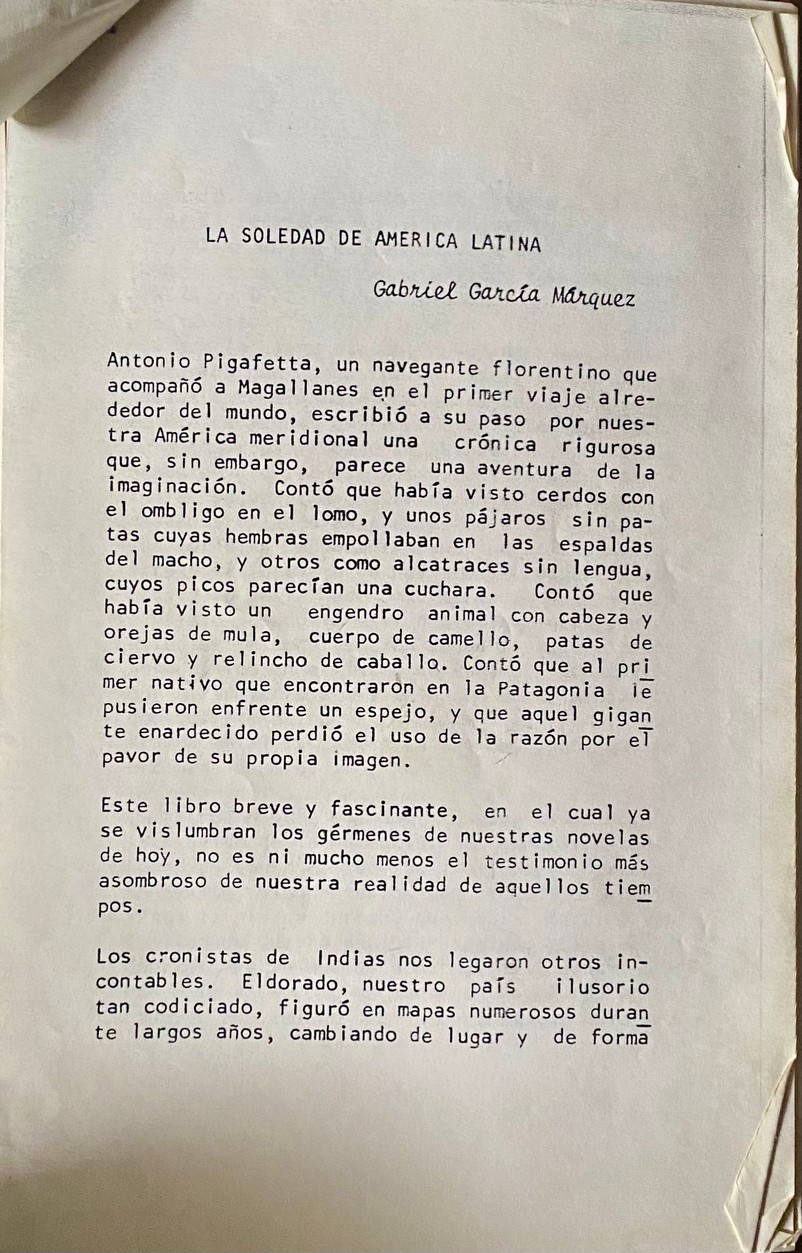 LA SOLEDAD DE AMERICA LATINA
Gabriel García Márquez
Antonio Pigafetta, un navegante florentino que
acompañó a Magallanes en el primer viaje alre-
dedor del mundo, escribió a su paso por nues-
tra América meridional una crónica rigurosa
que, sin embargo, parece una aventura de la
imaginación. Contó que había visto cerdos con
el ombligo en el lomo, y unos pájaros sin pa-
tas cuyas hembras empollaban en las espaldas
del macho, y otros como alcatraces sin lengua,
cuyos picos parecían una cuchara. Contó que
había visto un engendro animal con cabeza y
orejas de mula, cuerpo de camello, patas de
ciervo y relincho de caballo. Contó que al pri
mer nativo que encontraron en la Patagonia le
pusieron enfrente un espejo, y que aquel gigan
te enardecido perdió el uso de la razón por el
pavor de su propia imagen.
Este libro breve y fascinante, en el cual ya
se vislumbran los gérmenes de nuestras novelas
de hoy, no es ni mucho menos el testimonio más
asombroso de nuestra realidad de aquellos tiem
pos.
Los cronistas de Indias nos legaron otros in-
contables. Eldorado, nuestro país ilusorio
tan codiciado, figuró en mapas numerosos duran
te largos años, cambiando de lugar y de forma